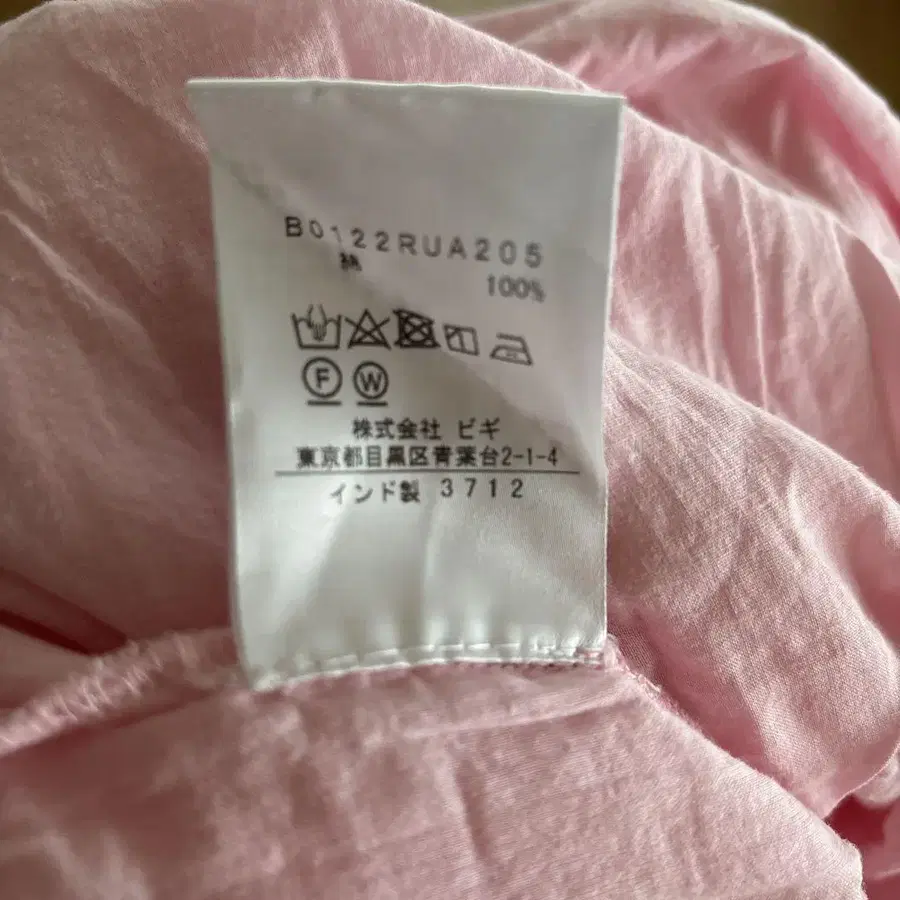 B0122RUA205
綿 100%
F W
株式会社 ビギ
東京都目黒区青葉台2-1-4
インド製 3712